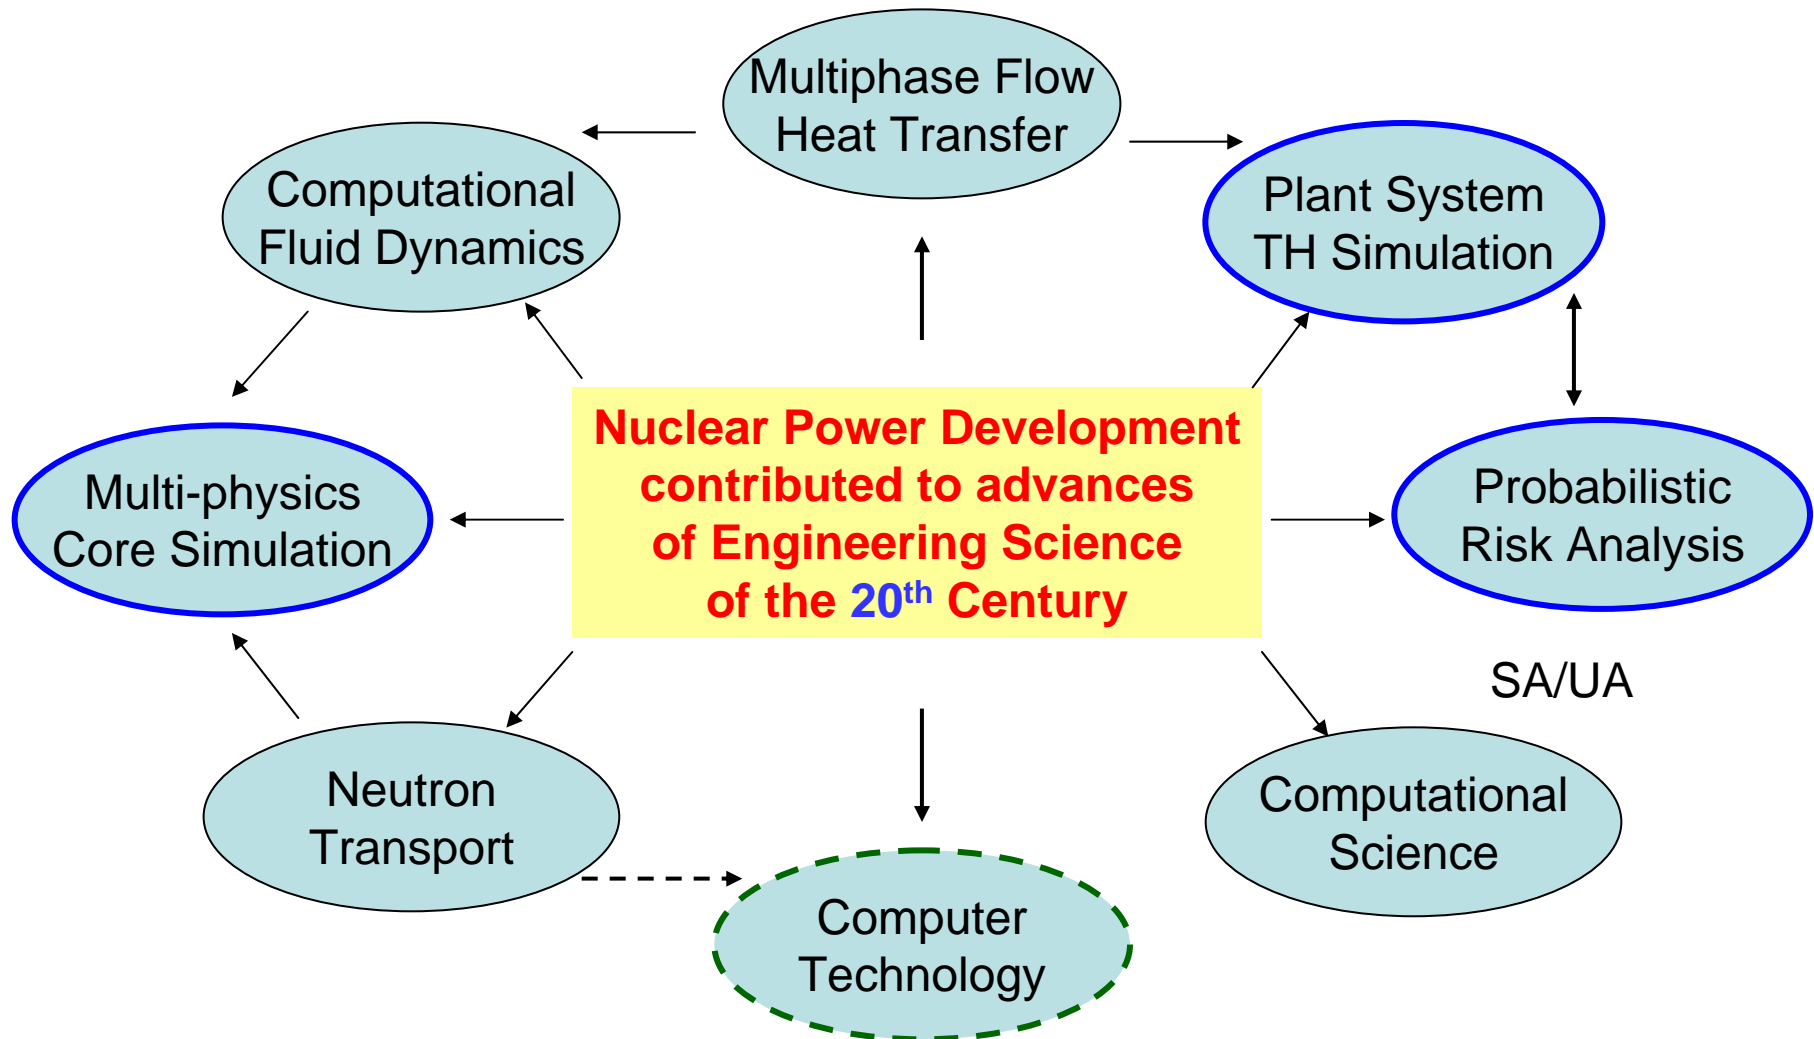 Multiphase Flow
Heat Transfer
Computational
Fluid Dynamics
Plant System
TH Simulation
Nuclear Power Development
contributed to advances
of Engineering Science
of the 20th Century
Multi-physics
Core Simulation
Probabilistic
Risk Analysis
SA/UA
Neutron
Transport
Computational
Science
Computer
Technology